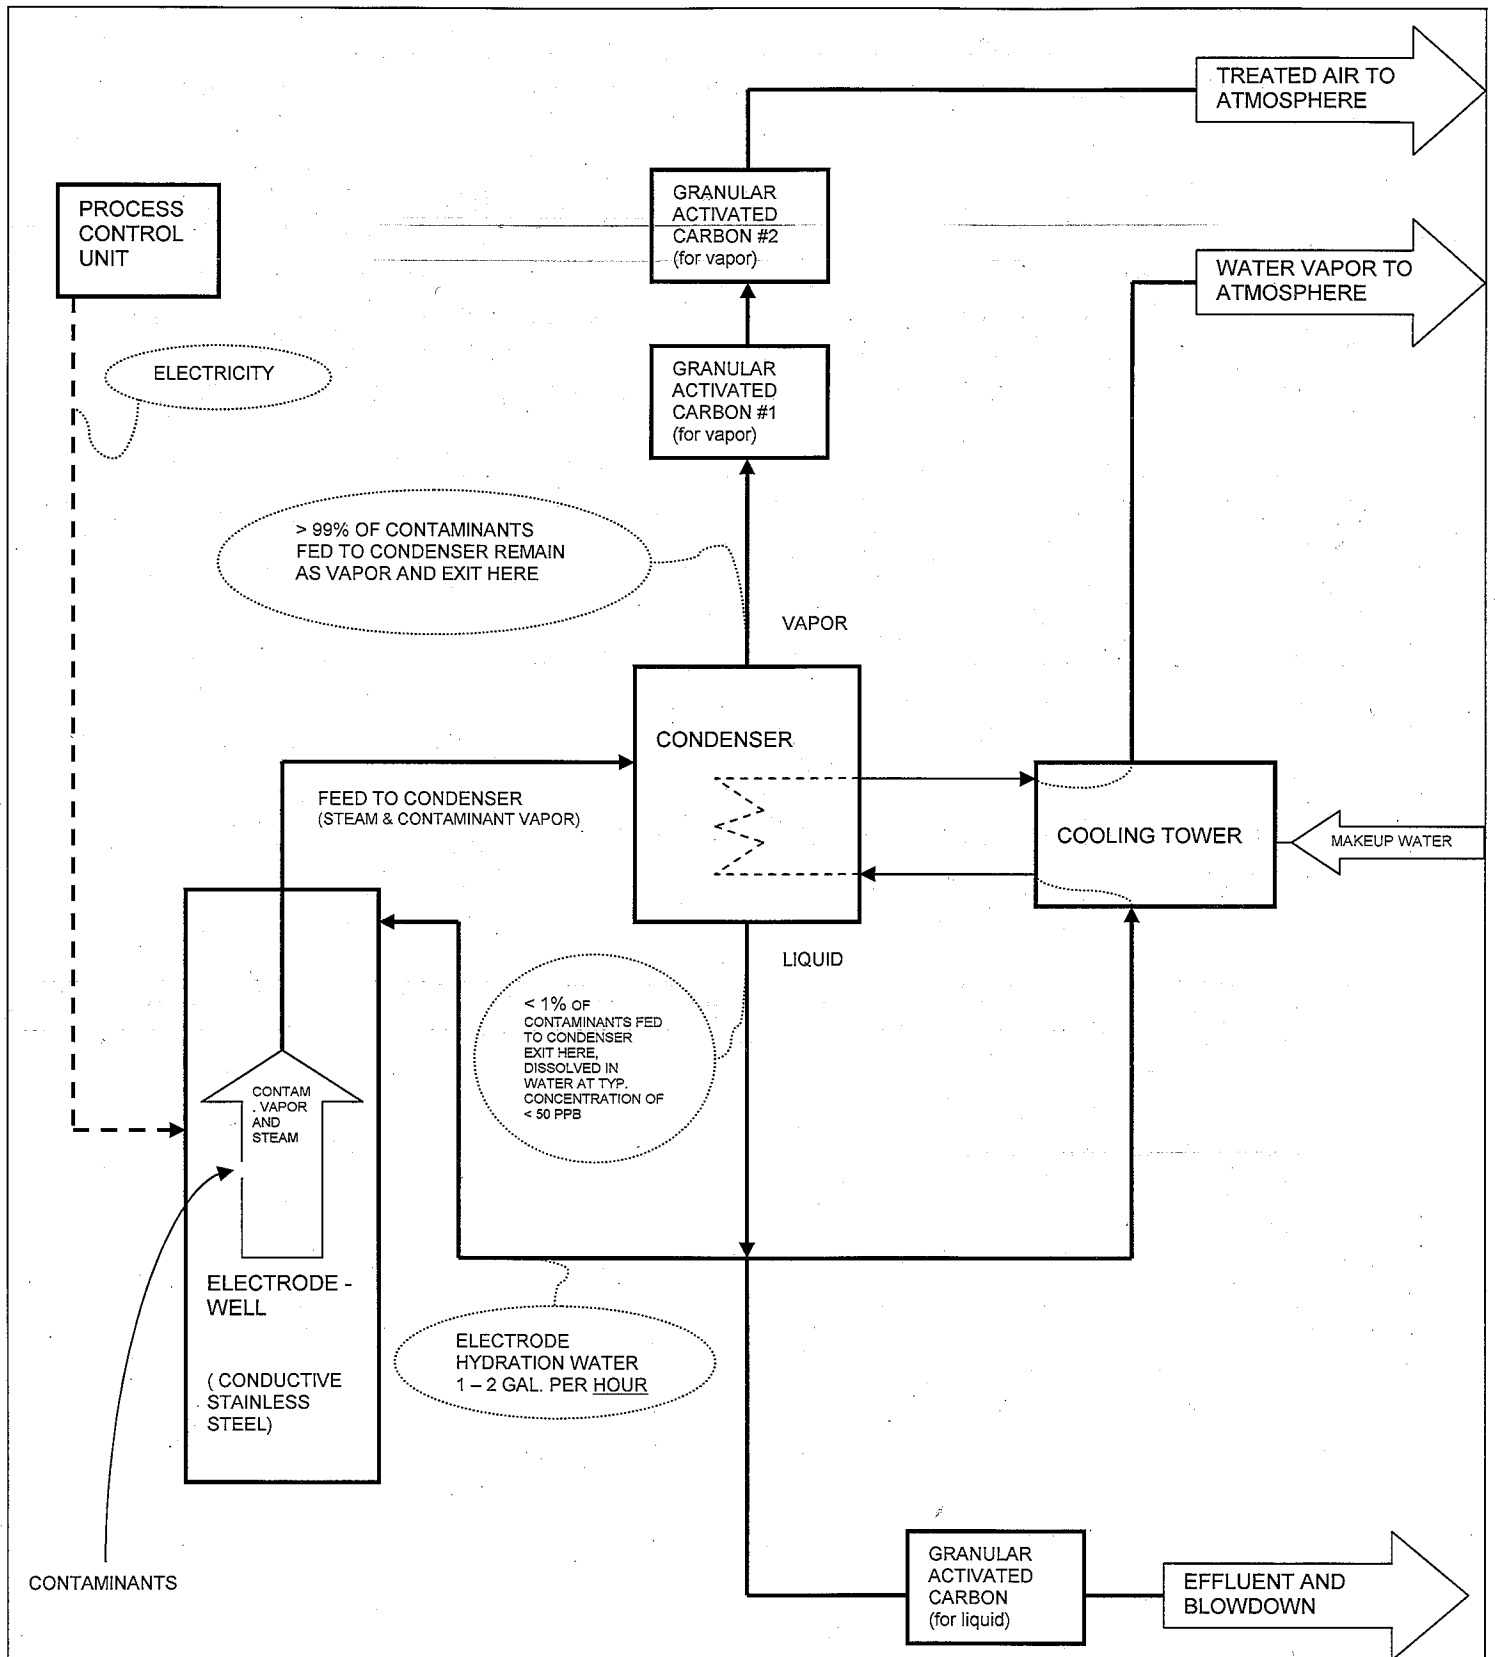 TREATED AIR TO
ATMOSPHERE
GRANULAR
ACTIVATED
CARBON #2
(for vapor)
PROCESS
CONTROL
UNIT
WATER VAPOR TO
ATMOSPHERE
ELECTRICITY
GRANULAR
ACTIVATED
CARBON #1
(for vapor)
> 99% OF CONTAMINANTS
FED TO CONDENSER REMAIN
AS VAPOR AND EXIT HERE
VAPOR
CONDENSER
FEED TO CONDENSER
(STEAM & CONTAMINANT VAPOR)
COOLING TOWER
MAKEUP WATER
LIQUID
< 1% OF
CONTAMINANTS FED
TO CONDENSER
EXIT HERE,
DISSOLVED IN
WATER AT TYP.
CONCENTRATION OF
< 50 PPB
CONTAM
. VAPOR
AND
STEAM
ELECTRODE -
WELL
( CONDUCTIVE
STAINLESS
STEEL)
ELECTRODE
HYDRATION WATER
1 – 2 GAL. PER HOUR
CONTAMINANTS
GRANULAR
ACTIVATED
CARBON
(for liquid)
EFFLUENT AND
BLOWDOWN